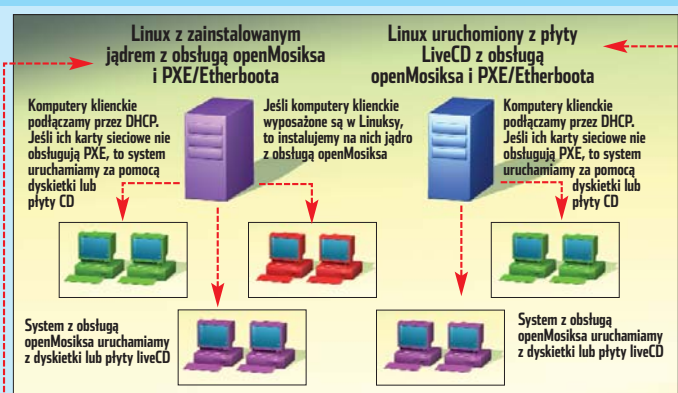 Linux z zainstalowanym
jądrem z obsługą openMosiksa
i PXE/Etherboota
Komputery klienckie
podłączamy przez DHCP.
Jeśli ich karty sieciowe nie
obsługują PXE, to system
uruchamiamy za pomocą
dyskietki lub
płyty CD
Jeśli komputery klienckie
wyposażone są w Linuksy,
to instalujemy na nich jądro
z obsługą openMosiksa
System z obsługą
openMosiksa uruchamiamy
z dyskietki lub płyty liveCD
Linux uruchomiony z płyty
LiveCD z obsługą
openMosiksa i PXE/Etherboota
Komputery klienckie
podłączamy przez DHCP.
Jeśli ich karty sieciowe nie
obsługują PXE, to system
uruchamiamy za pomocą
dyskietki lub
płyty CD
System z obsługą
openMosiksa uruchamiamy
z dyskietki lub płyty liveCD